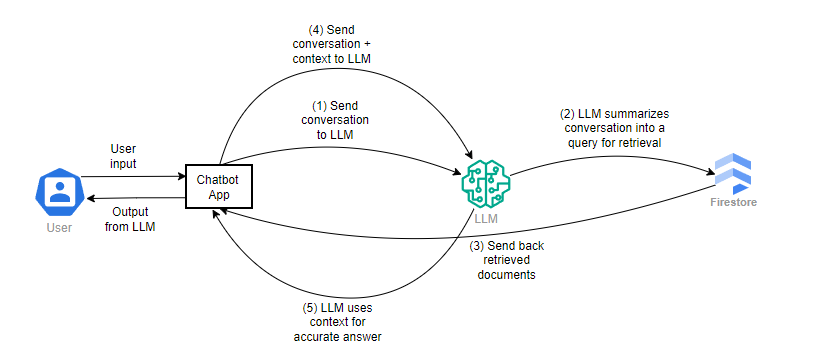 (4) Send
conversation +
context to LLM
(1) Send
conversation
to LLM
(2) LLM summarizes
conversation into a
query for retrieval
User
input
Chatbot
App
Output
from LLM
User
LLM
Firestore
(3) Send back
retrieved
documents
(5) LLM uses
context for
accurate answer